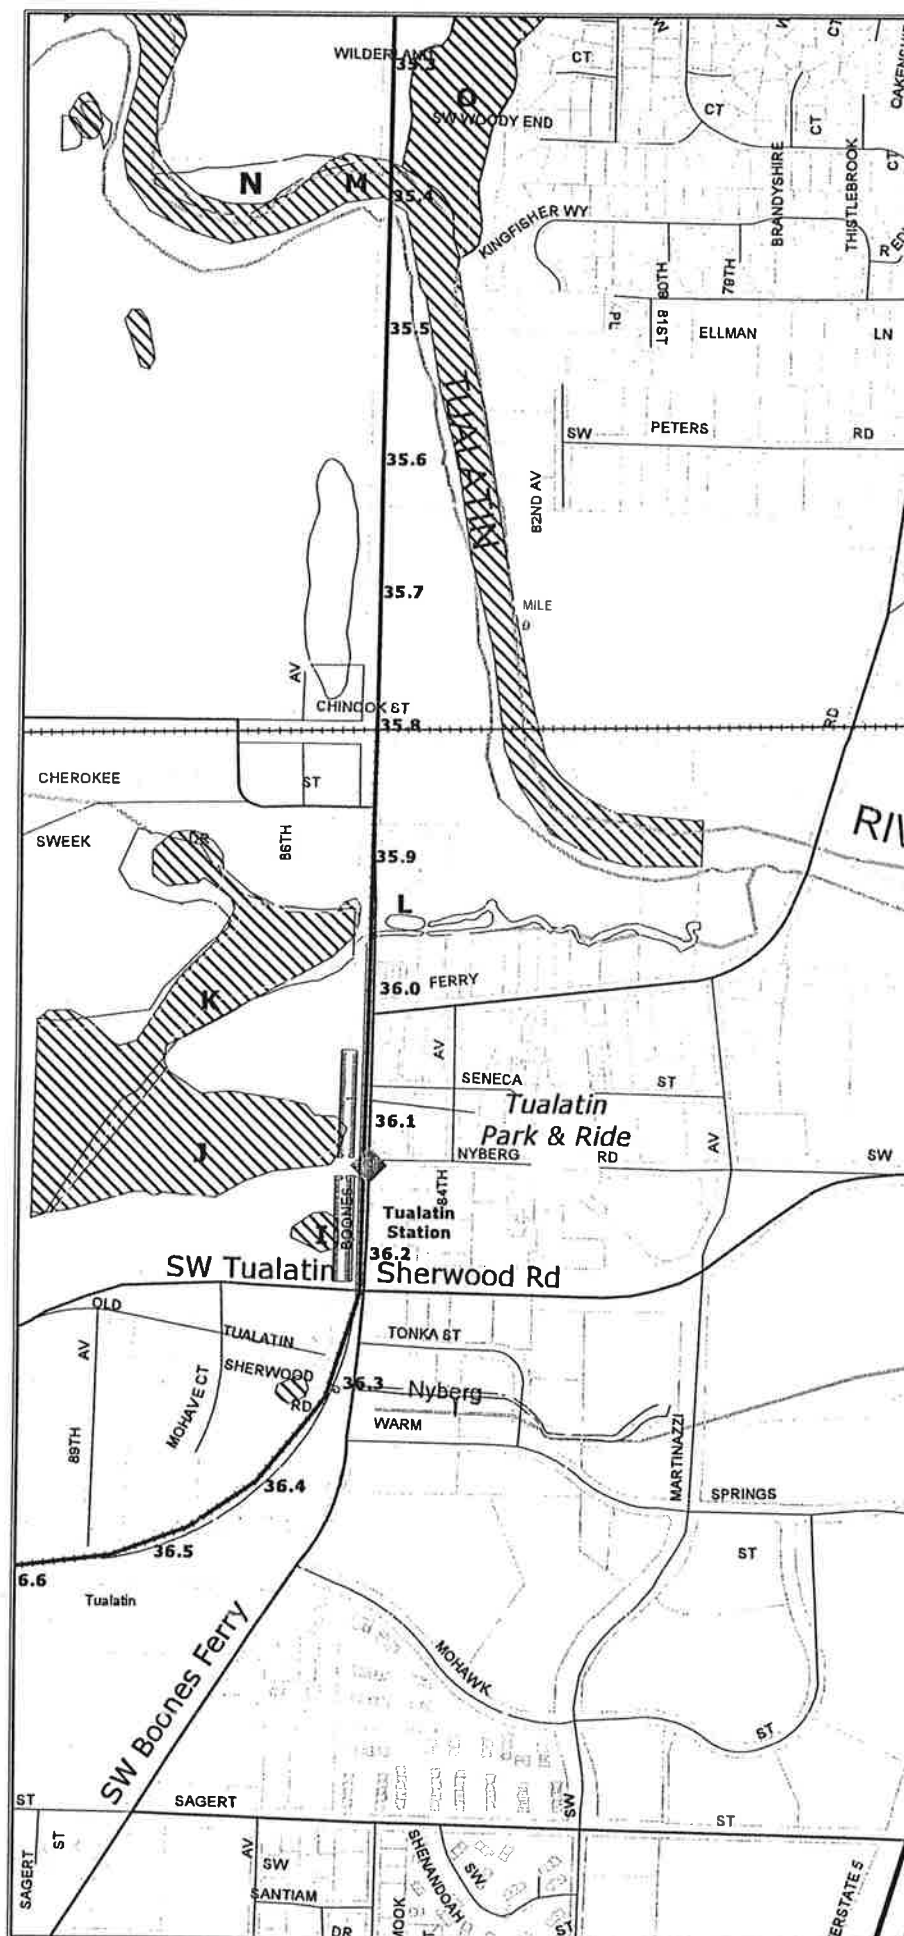 WILDERLAND
35.3
CT
CT
O
SW WOODY END
CT
CT
CT
BRANDYSHIRE
THISTLEBROOK
N
M
35.4
KINGFISHER WY
R
80TH
79TH
PL
81ST
35.5
ELLMAN
LN
TUALATIN
SW
PETERS
RD
35.6
82ND AV
35.7
MILE
AV
CHINOOK ST
35.8
RD
CHEROKEE
ST
RIV
SWEEK
DR
86TH
35.9
L
36.0
FERRY
K
AV
SENECA
ST
Tualatin
Park & Ride
36.1
NYBERG
RD
AV
SW
J
84TH
Tualatin
Station
I
BOONES
36.2
SW Tualatin Sherwood Rd
OLD
TUALATIN
TONKA ST
AV
SHERWOOD
RD
36.3
Nyberg
MOHAVE CT
WARM
89TH
MARTINAZZI
36.4
SPRINGS
36.5
ST
6.6
Tualatin
MOHAWK
SW Boones Ferry
ST
ST
SAGERT
SW
ST
SAGERT
ST
AV
SW
SANTIAM
SHENANDOAH
SW
DR
MOOK
ST
ERSTATE 5